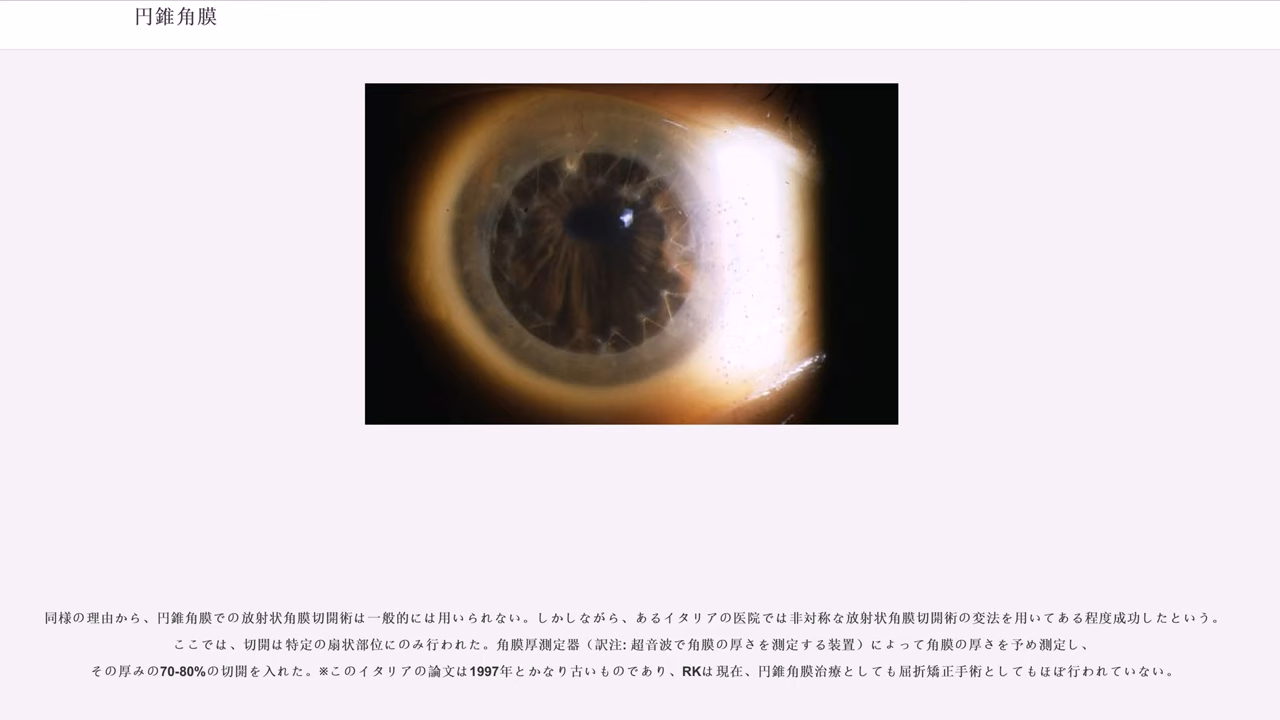 円錐角膜
同様の理由から、円錐角膜での放射状角膜切開術は一般的には用いられない。しかしながら、あるイタリアの医院では非対称な放射状角膜切開術の変法を用いてある程度成功したという。
ここでは、切開は特定の扇状部位にのみ行われた。角膜厚測定器（訳注: 超音波で角膜の厚さを測定する装置）によって角膜の厚さを予め測定し、
その厚みの70-80%の切開を入れた。※このイタリアの論文は1997年とかなり古いものであり、RKは現在、円錐角膜治療としても屈折矯正手術としてもほぼ行われていない。